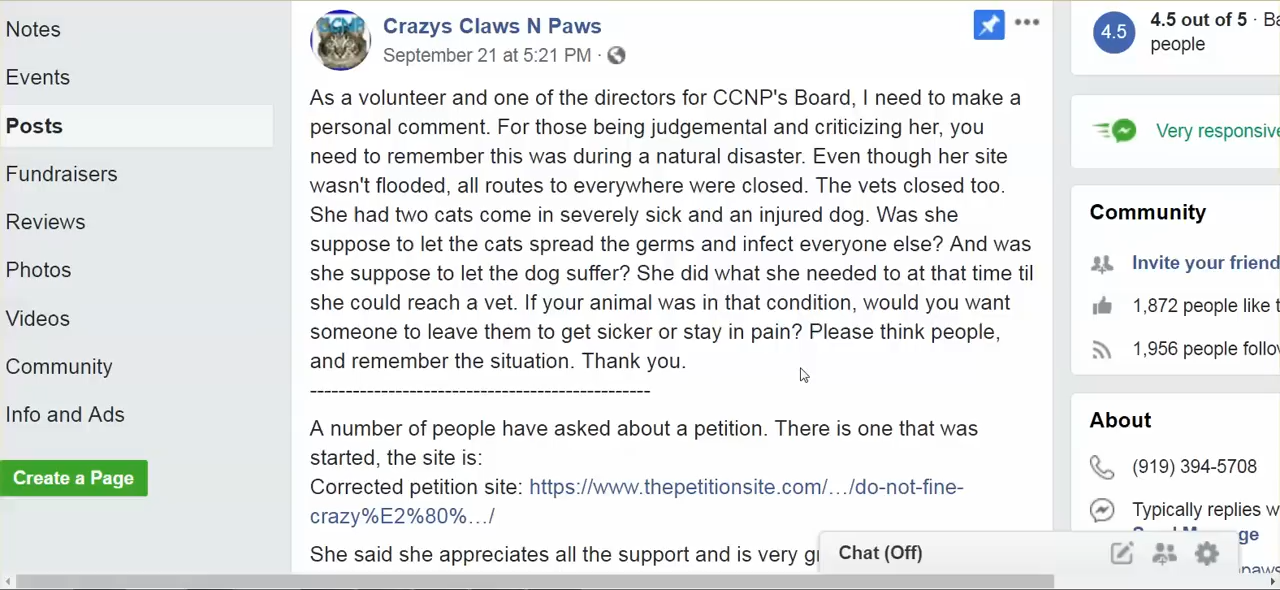 Notes
Events
Posts
Fundraisers
Reviews
Photos
Videos
Community
Info and Ads
Create a Page
CCNP
Crazys Claws N Paws
September 21 at 5:21 PM ·
As a volunteer and one of the directors for CCNP's Board, I need to make a
personal comment. For those being judgemental and criticizing her, you
need to remember this was during a natural disaster. Even though her site
wasn't flooded, all routes to everywhere were closed. The vets closed too.
She had two cats come in severely sick and an injured dog. Was she
suppose to let the cats spread the germs and infect everyone else? And was
she suppose to let the dog suffer? She did what she needed to at that time til
she could reach a vet. If your animal was in that condition, would you want
someone to leave them to get sicker or stay in pain? Please think people,
and remember the situation. Thank you.
------------------------------------------------
A number of people have asked about a petition. There is one that was
started, the site is:
Corrected petition site: https://www.thepetitionsite.com/…/do-not-fine-
crazy%E2%80%…/
She said she appreciates all the support and is very
4.5
4.5 out of 5 ·
people
Very responsive
Community
Invite your friend
1,872 people like
1,956 people
About
(919) 394-5708
Typically replies
Chat (Off)